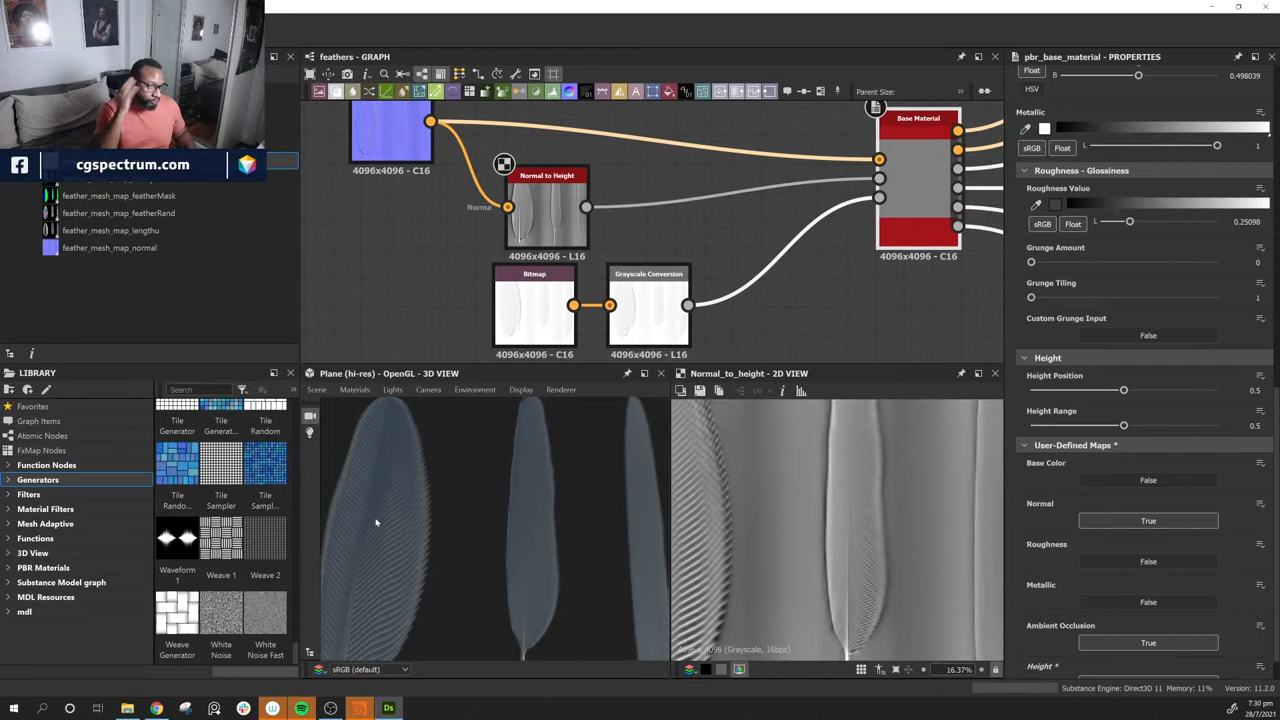 feathers - GRAPH
pbr_base_material - PROPERTIES
Parent Size:
B
0.498039
Float
HSV
Metallic
sRGB
Float
L
1
Roughness - Glossiness
Roughness Value
sRGB
Float
L
0.25098
Grunge Amount
0
Grunge Tiling
1
Custom Grunge Input
False
Height
Height Position
0.5
Height Range
0.5
User-Defined Maps *
Base Color
False
Normal
True
Roughness
False
Metallic
False
Ambient Occlusion
True
Height *
cgspectrum.com
feather_mesh_map_featherMask
feather_mesh_map_featherRand
feather_mesh_map_lengthu
feather_mesh_map_normal
4096x4096 - C16
Normal to Height
Norma
4096x4096 - L16
Bitmap
4096x4096 - C16
Grayscale Conversion
4096x4096 - L16
Base Material
4096x4096 - C16
LIBRARY
Search
Favorites
Graph Items
Atomic Nodes
FxMap Nodes
Function Nodes
Generators
Filters
Material Filters
Mesh Adaptive
Functions
3D View
PBR Materials
Substance Model graph
MDL Resources
mdl
Tile Generator
Tile Generat...
Tile Random
Tile Rando...
Tile Sampler
Tile Sampl...
Waveform 1
Weave 1
Weave 2
Weave Generator
White Noise
White Noise Fast
Plane (hi-res) - OpenGL - 3D VIEW
Scene Materials Lights Camera Environment Display Renderer
sRGB (default)
Normal_to_height - 2D VIEW
UV
4096 (Grayscale, 16bpc)
16.37%
Substance Engine: Direct3D 11 Memory: 11% Version: 11.2.0
Ds
7:30 pm
28/7/2021